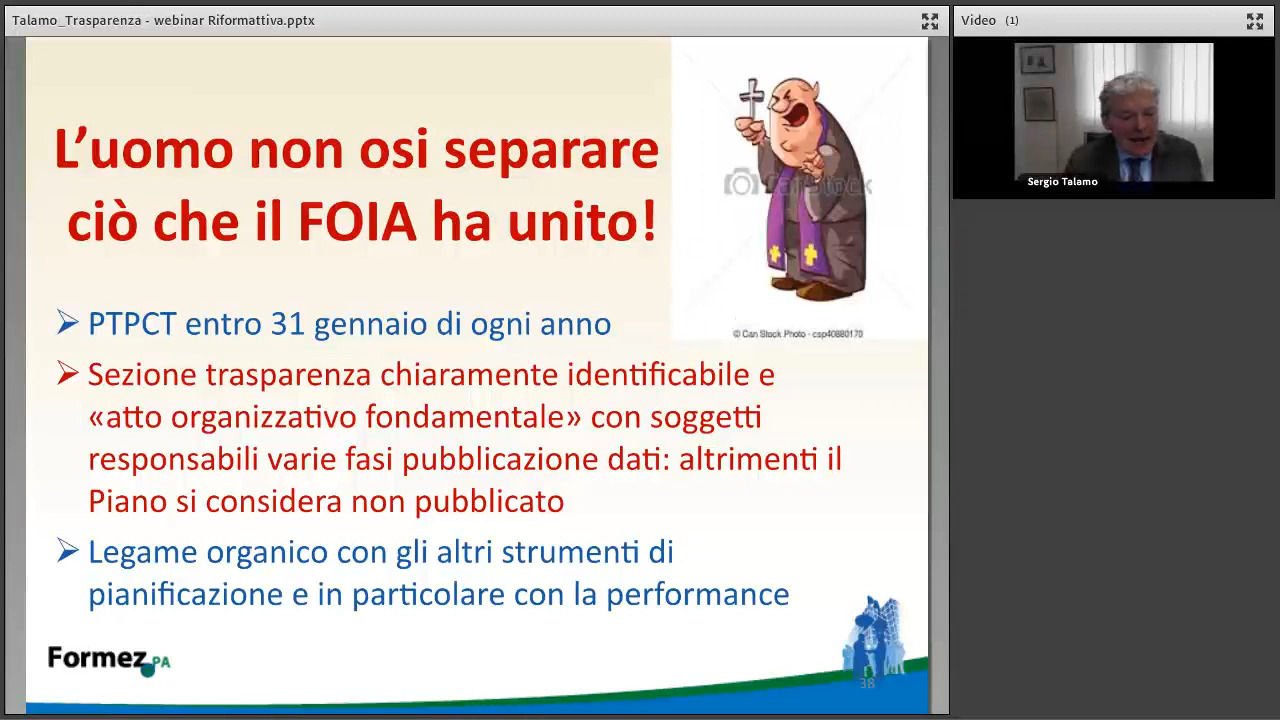 Talamo_Trasparenza - webinar Riformattiva.pptx
Video (1)
Sergio Talamo
L’uomo non osi separare
ciò che il FOIA ha unito!
CanStock
© Can Stock Photo - csp40880170
PTPCT entro 31 gennaio di ogni anno
Sezione trasparenza chiaramente identificabile e
«atto organizzativo fondamentale» con soggetti
responsabili varie fasi pubblicazione dati: altrimenti il
Piano si considera non pubblicato
Legame organico con gli altri strumenti di
pianificazione e in particolare con la performance
Formez PA
38